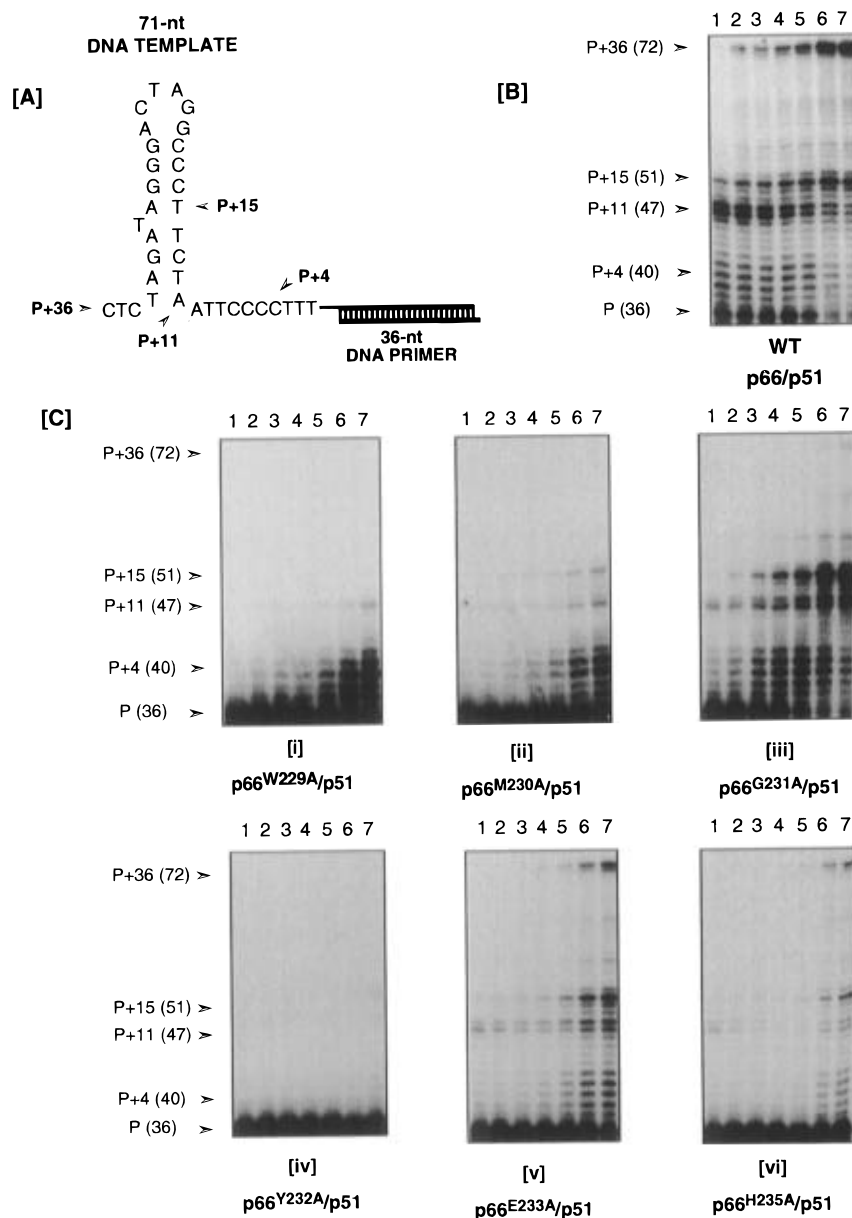 71-nt
DNA TEMPLATE
[A]
T A
C G
A G
G C
G C
G C
A T
P+15
T
A T
G C
A T
T A
P+36
CTC
ATTCCCCTTT
P+4
P+11
36-nt
DNA PRIMER
[B]
1 2 3 4 5 6 7
P+36 (72)
P+15 (51)
P+11 (47)
P+4 (40)
P (36)
WT
p66/p51
[C]
1 2 3 4 5 6 7
1 2 3 4 5 6 7
1 2 3 4 5 6 7
P+36 (72)
P+15 (51)
P+11 (47)
P+4 (40)
P (36)
[i]
[ii]
[iii]
p66W229A/p51
p66M230A/p51
p66G231A/p51
1 2 3 4 5 6 7
1 2 3 4 5 6 7
1 2 3 4 5 6 7
P+36 (72)
P+15 (51)
P+11 (47)
P+4 (40)
P (36)
[iv]
[v]
[vi]
p66Y232A/p51
p66E233A/p51
p66H235A/p51